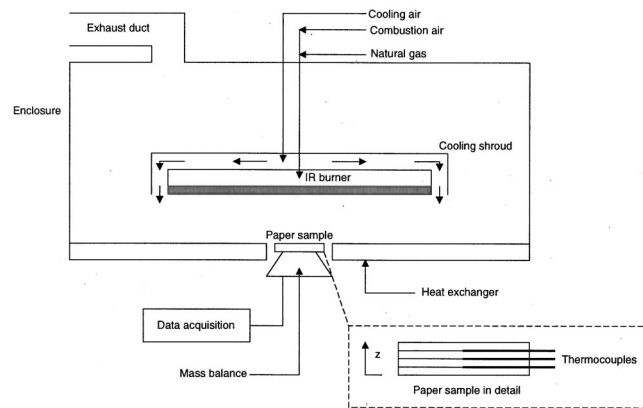 Cooling air
Exhaust duct
Combustion air
Natural gas
Enclosure
Cooling shroud
IR burner
Paper sample
Heat exchanger
Data acquisition
z
Thermocouples
Mass balance
Paper sample in detail